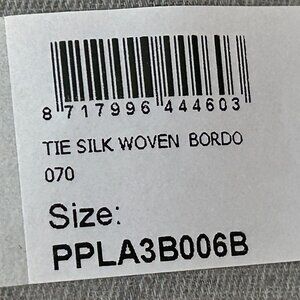 8 717996 444603
TIE SILK WOVEN BORDO
070
Size:
PPLA3B006B